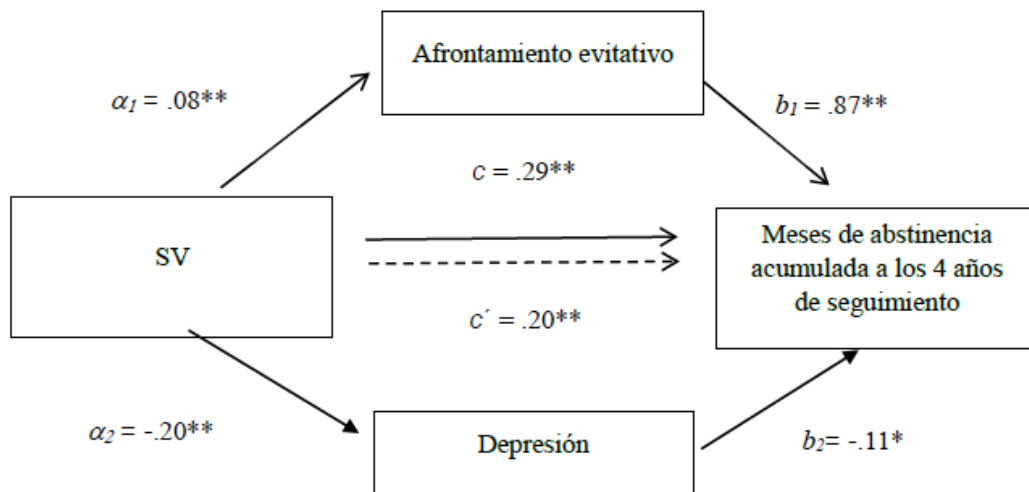 Afrontamiento evitativo
α1 = .08**
b1 = .87**
c = .29**
SV
Meses de abstinencia
acumulada a los 4 años
de seguimiento
c´ = .20**
α2 = -.20**
Depresión
b2= -.11*